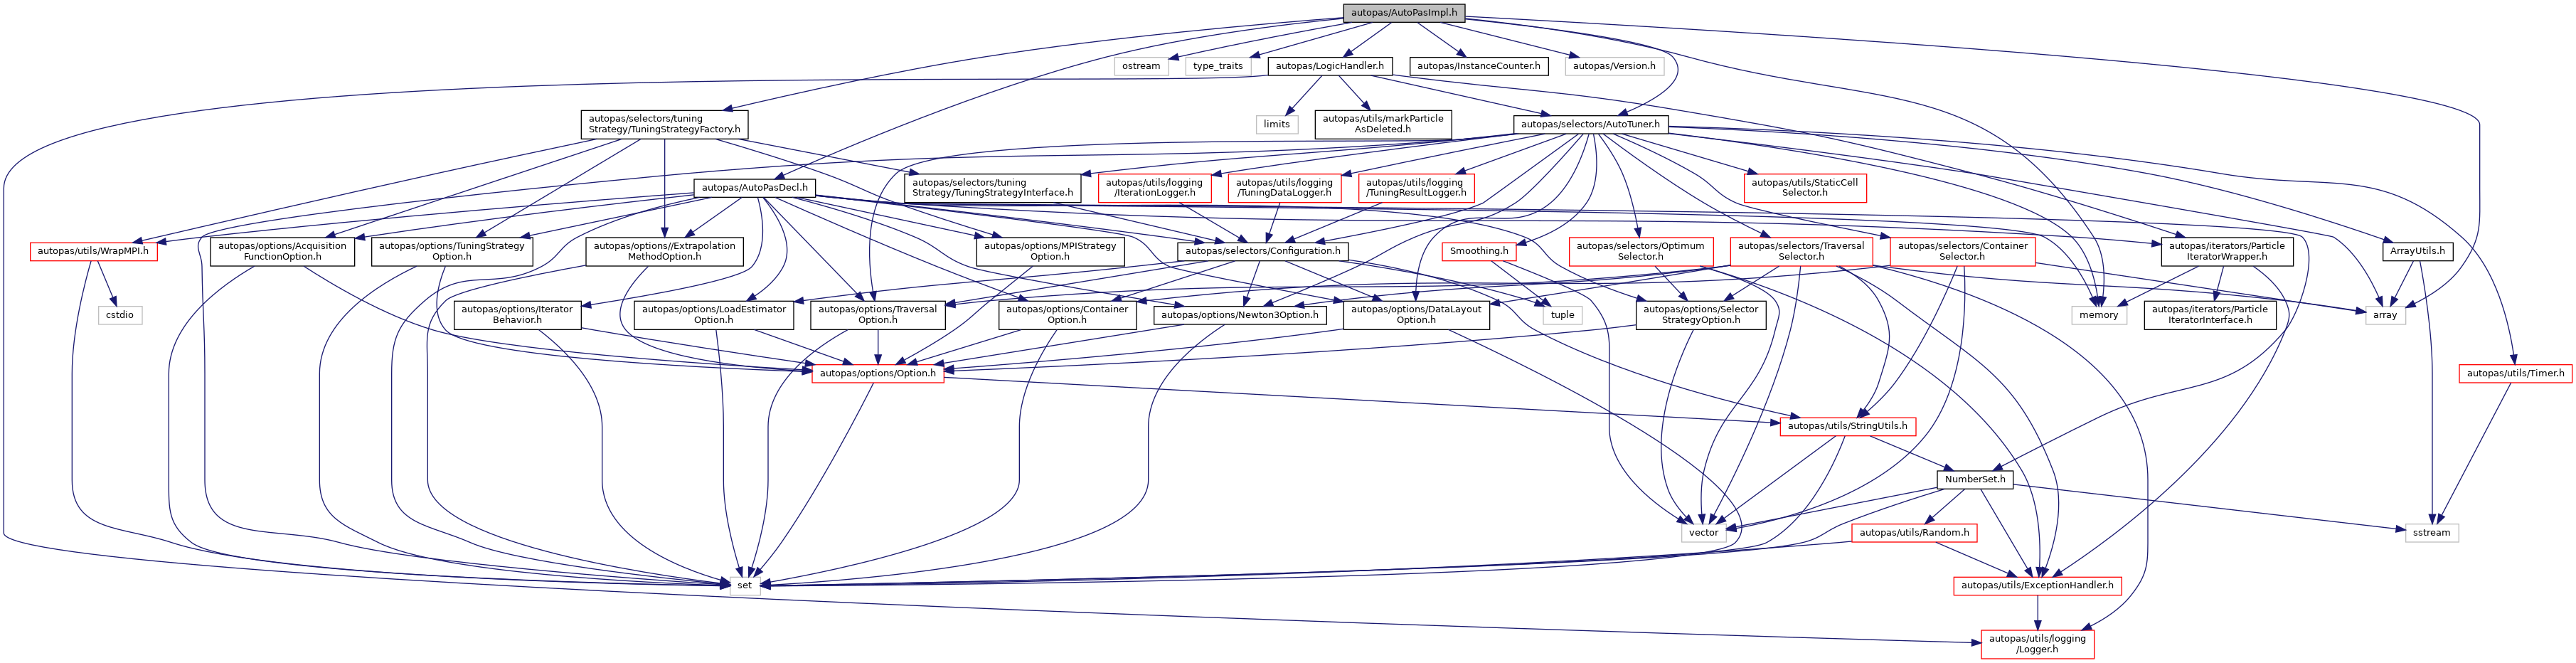 autopas/AutoPasImpl.h
ostream
type_traits
autopas/LogicHandler.h
autopas/InstanceCounter.h
autopas/Version.h
autopas/selectors/tuning
Strategy/TuningStrategyFactory.h
limits
autopas/utils/markParticle
AsDeleted.h
autopas/selectors/AutoTuner.h
autopas/AutoPasDecl.h
autopas/selectors/tuning
Strategy/TuningStrategyInterface.h
autopas/utils/logging
/IterationLogger.h
autopas/utils/logging
/TuningDataLogger.h
autopas/utils/logging
/TuningResultLogger.h
autopas/utils/StaticCell
Selector.h
autopas/utils/WrapMPI.h
autopas/options/Acquisition
FunctionOption.h
autopas/options/TuningStrategy
Option.h
autopas/options//Extrapolation
MethodOption.h
autopas/options/MPIStrategy
Option.h
autopas/selectors/Configuration.h
Smoothing.h
autopas/selectors/Optimum
Selector.h
autopas/selectors/Traversal
Selector.h
autopas/selectors/Container
Selector.h
autopas/iterators/Particle
IteratorWrapper.h
ArrayUtils.h
cstdio
autopas/options/Iterator
Behavior.h
autopas/options/LoadEstimator
Option.h
autopas/options/Traversal
Option.h
autopas/options/Container
Option.h
autopas/options/Newton3Option.h
autopas/options/DataLayout
Option.h
tuple
autopas/options/Selector
StrategyOption.h
memory
autopas/iterators/Particle
IteratorInterface.h
array
autopas/options/Option.h
autopas/utils/Timer.h
autopas/utils/StringUtils.h
NumberSet.h
vector
autopas/utils/Random.h
sstream
set
autopas/utils/ExceptionHandler.h
autopas/utils/logging
/Logger.h